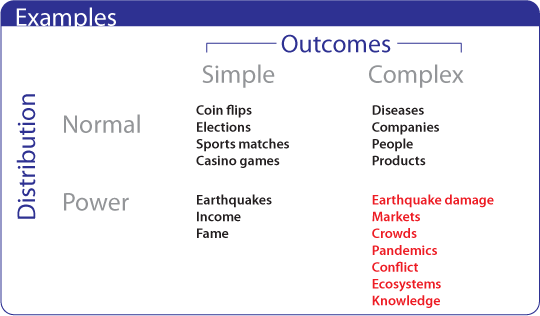 Examples
Outcomes
Simple
Complex
Distribution
Normal
Coin flips
Elections
Sports matches
Casino games
Diseases
Companies
People
Products
Power
Earthquakes
Income
Fame
Earthquake damage
Markets
Crowds
Pandemics
Conflict
Ecosystems
Knowledge